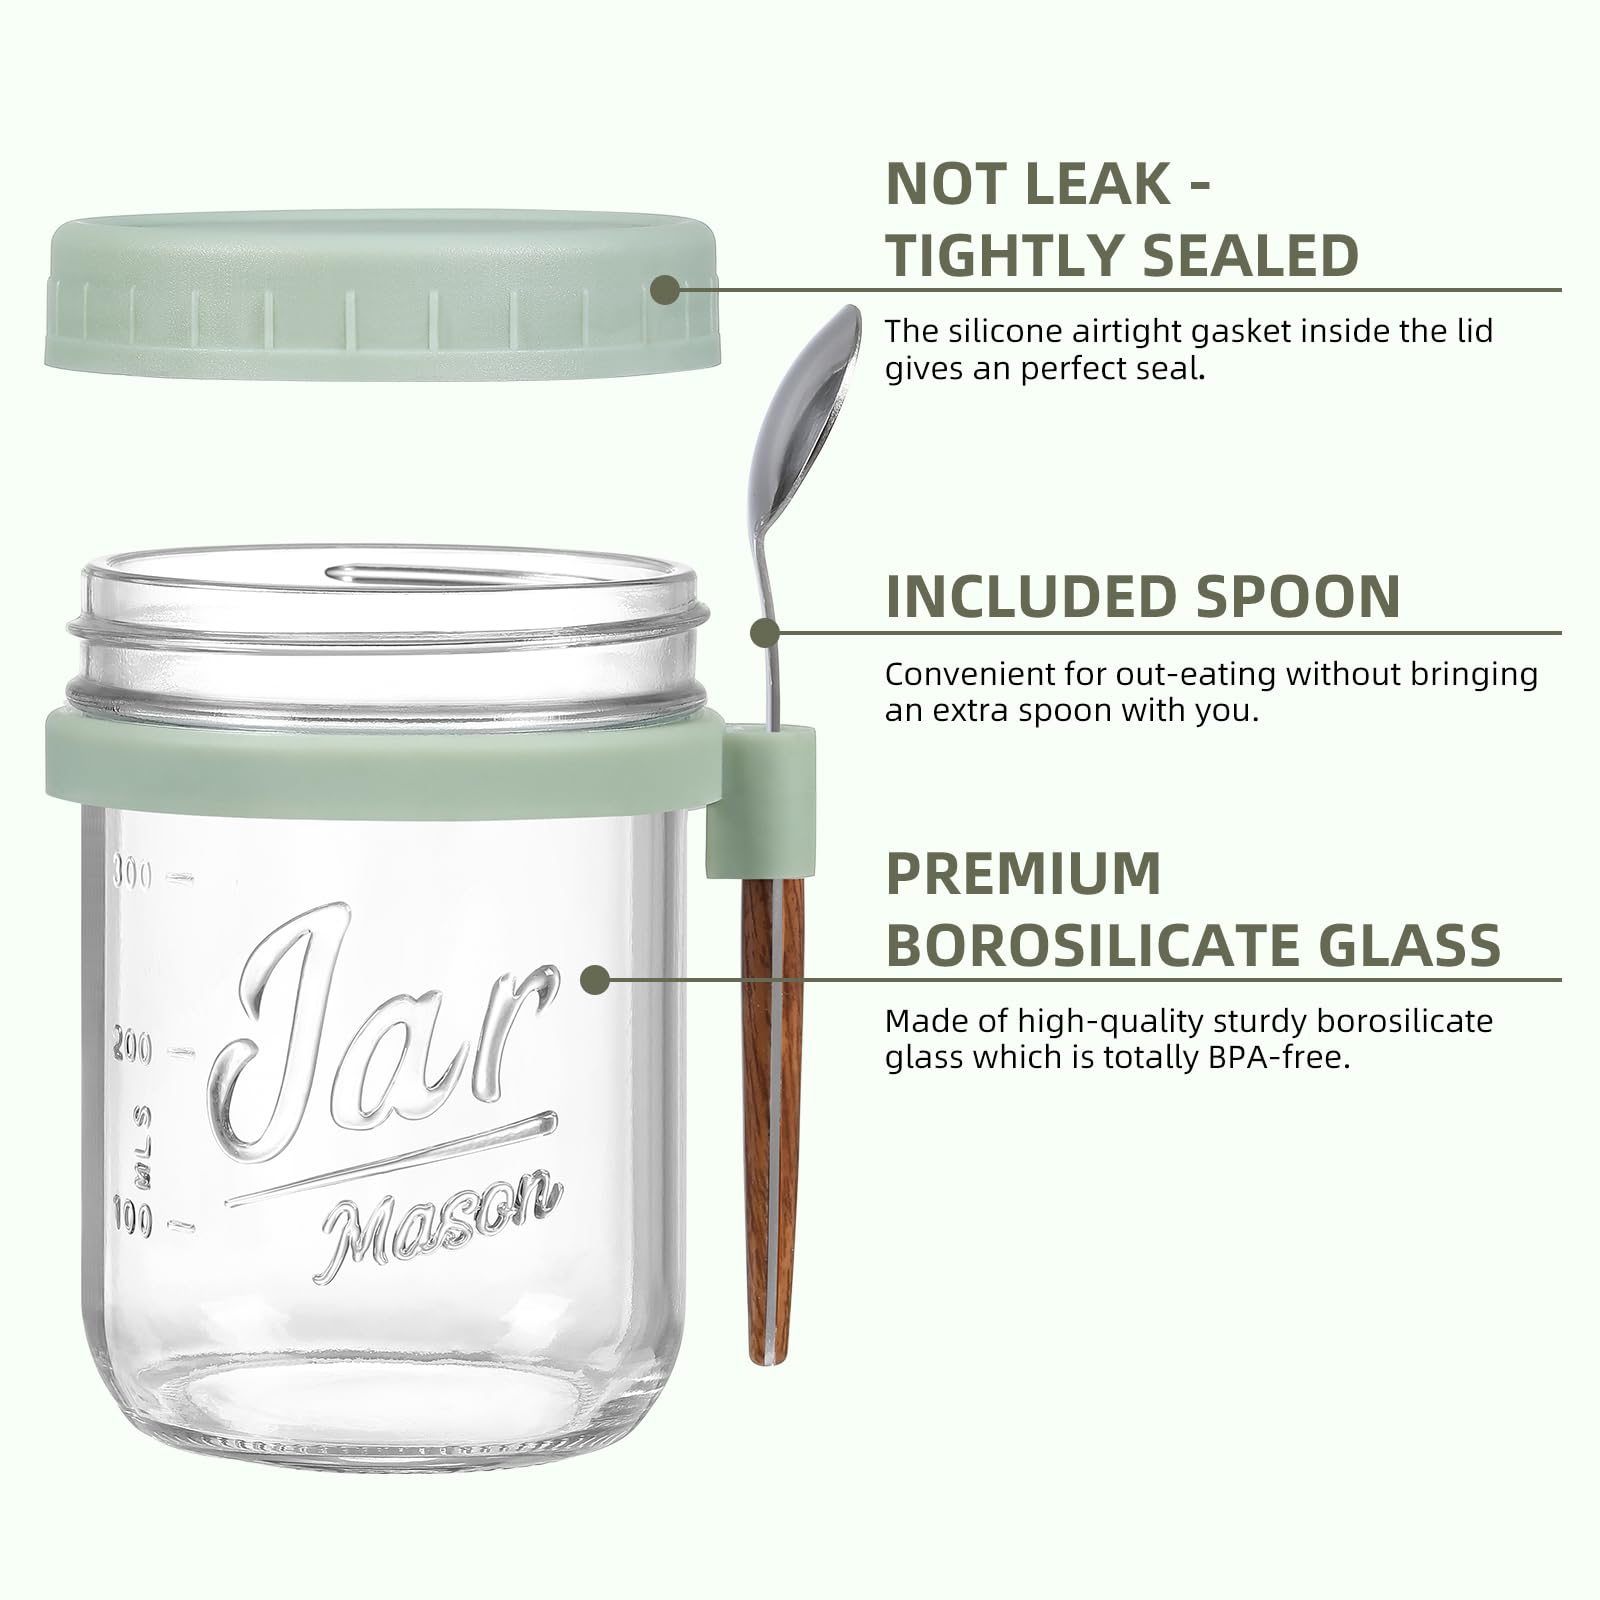 NOT LEAK -
TIGHTLY SEALED
The silicone airtight gasket inside the lid
gives an perfect seal.
INCLUDED SPOON
Convenient for out-eating without bringing
an extra spoon with you.
PREMIUM
BOROSILICATE GLASS
Made of high-quality sturdy borosilicate
glass which is totally BPA-free.
300
200
MLS
100
Jar
Mason